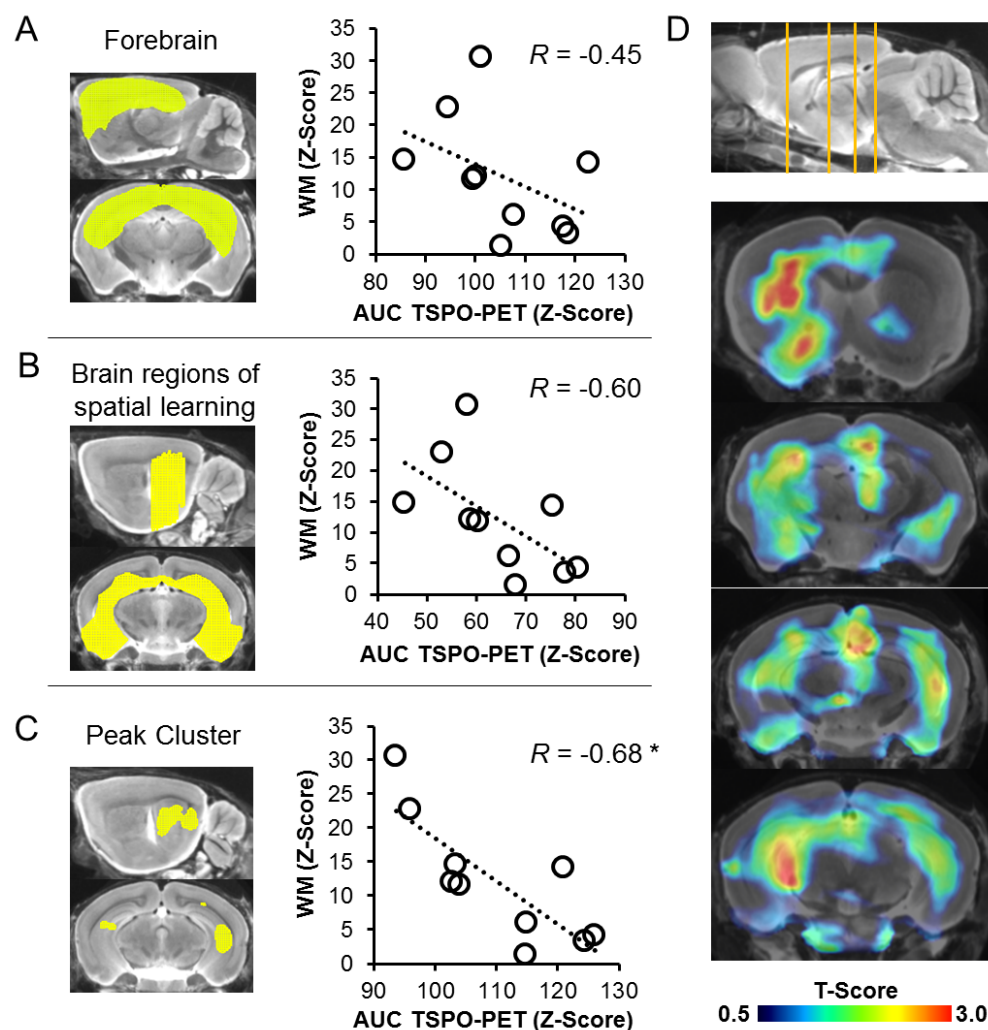 A
Forebrain
R = -0.45
WM (Z-Score)
35
30
25
20
15
10
5
0
80 90 100 110 120 130
AUC TSPO-PET (Z-Score)
B
Brain regions of
spatial learning
R = -0.60
WM (Z-Score)
35
30
25
20
15
10
5
0
40 50 60 70 80 90
AUC TSPO-PET (Z-Score)
C
Peak Cluster
R = -0.68 *
WM (Z-Score)
35
30
25
20
15
10
5
0
90 100 110 120 130
AUC TSPO-PET (Z-Score)
D
T-Score
0.5 3.0